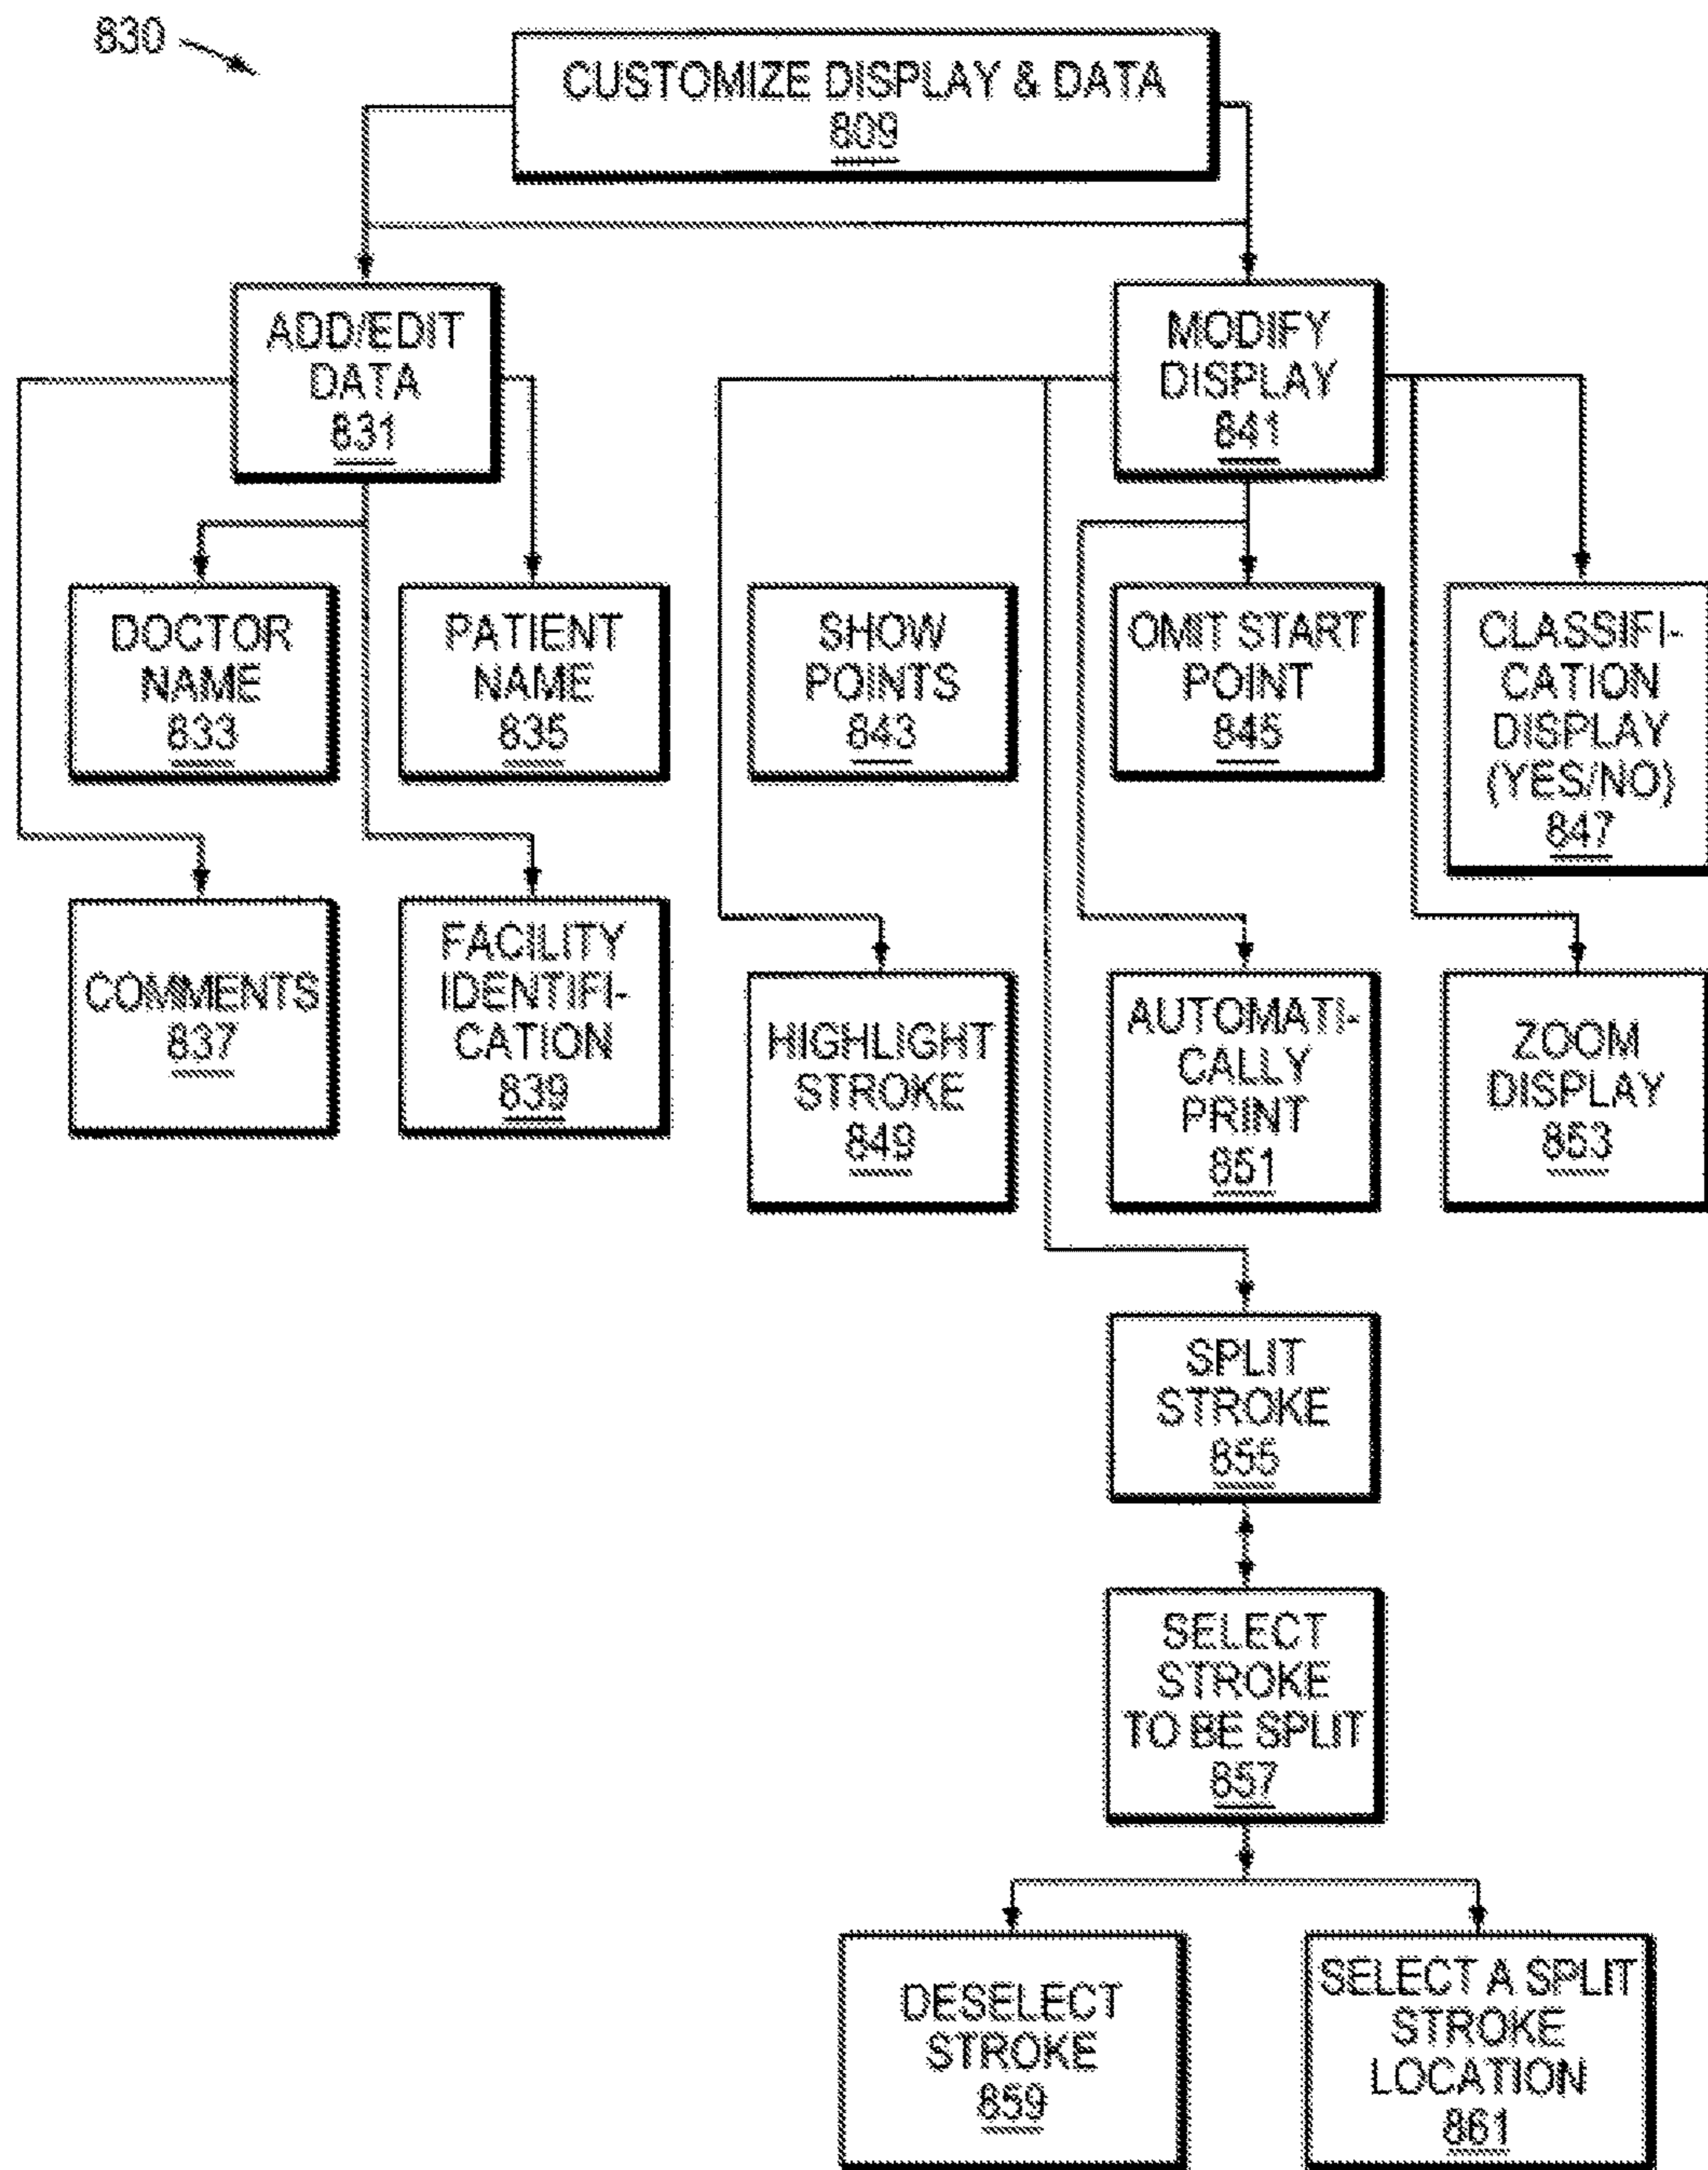 830
CUSTOMIZE DISPLAY & DATA
809
ADD/EDIT
DATA
831
MODIFY
DISPLAY
841
DOCTOR
NAME
833
PATIENT
NAME
835
SHOW
POINTS
843
OMIT START
POINT
845
CLASSIFI-
CATION
DISPLAY
(YES/NO)
847
COMMENTS
837
FACILITY
IDENTIFI-
CATION
839
HIGHLIGHT
STROKE
849
AUTOMATI-
CALLY
PRINT
851
ZOOM
DISPLAY
853
SPLIT
STROKE
855
SELECT
STROKE
TO BE SPLIT
857
DESELECT
STROKE
859
SELECT A SPLIT
STROKE
LOCATION
861